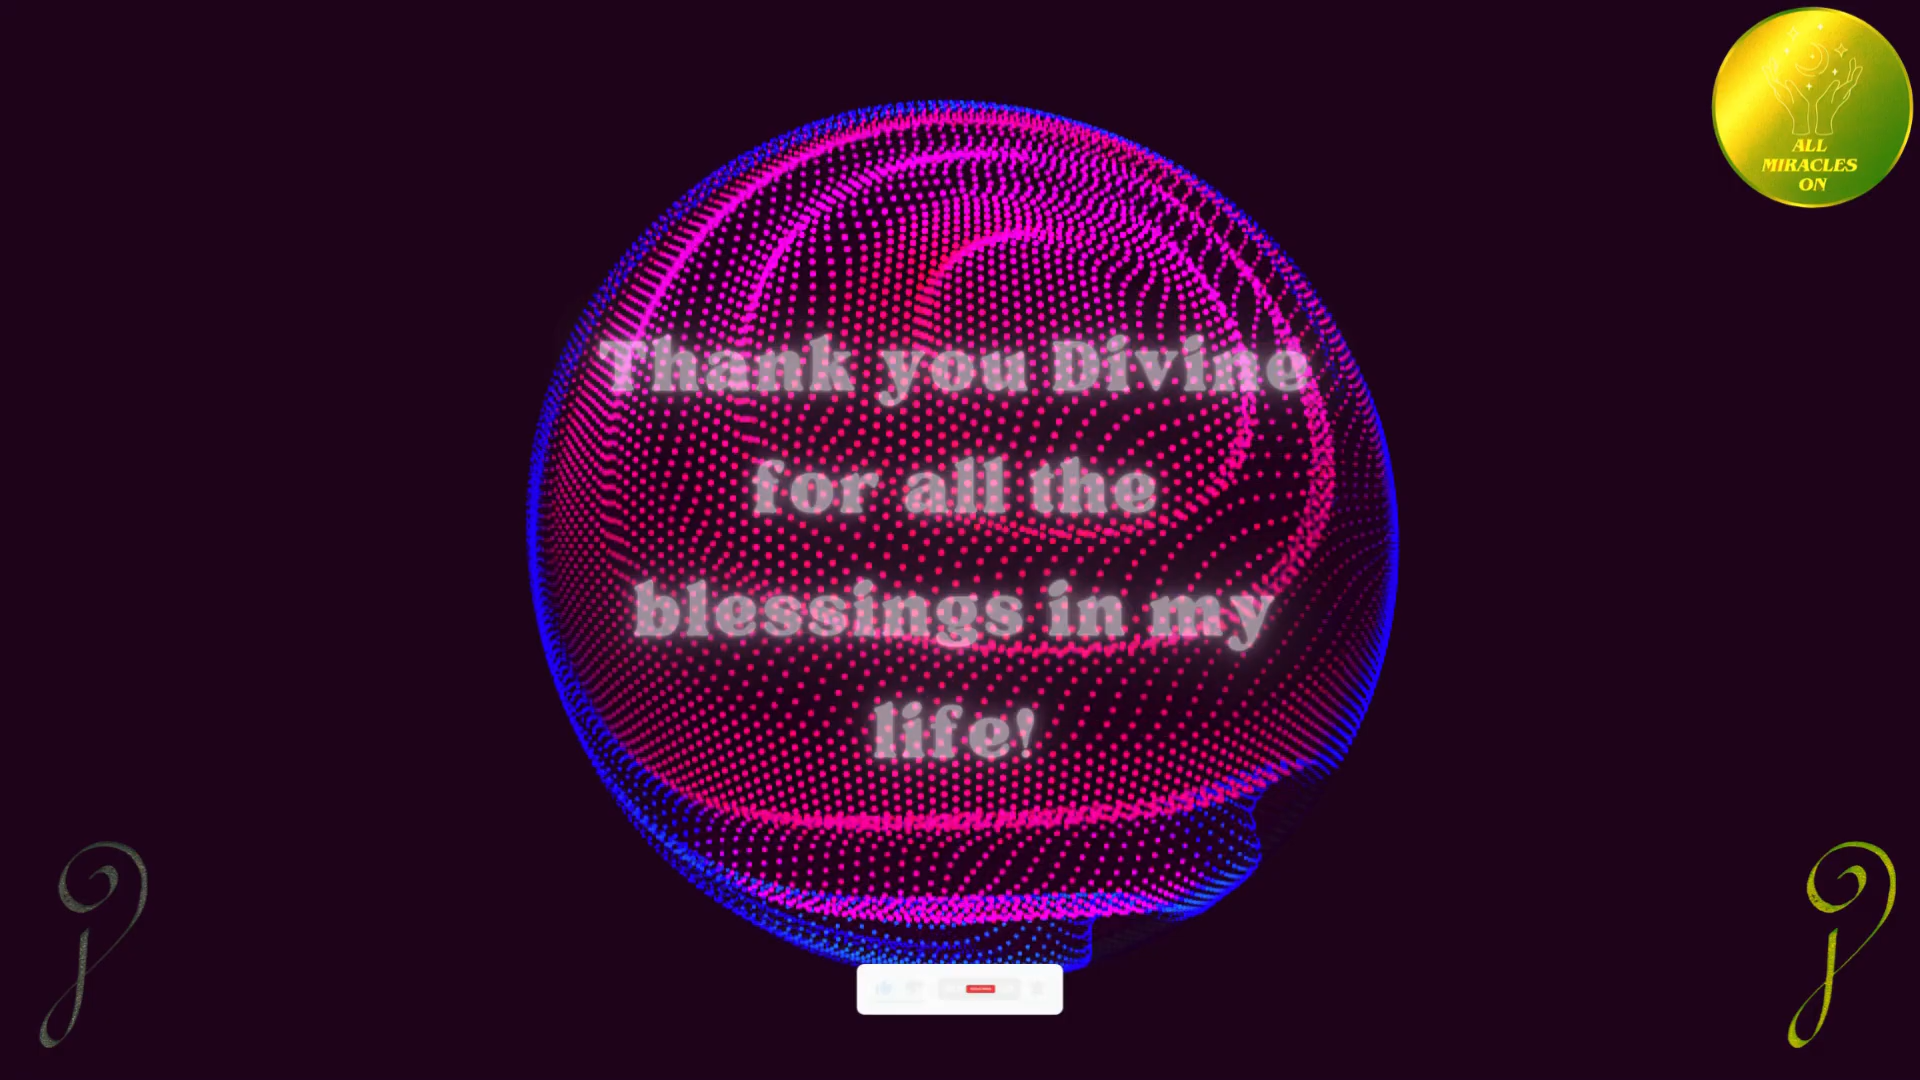 ALL
MIRACLES
ON
Thank you Divine
for all the
blessings in my
life!